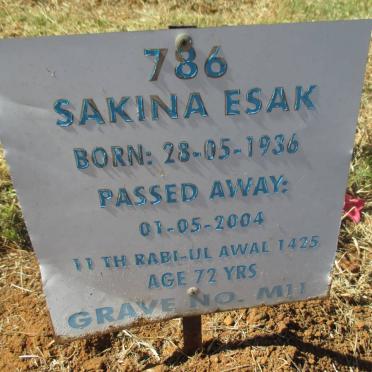 786
SAKINA ESAK
BORN: 28-05-1936
PASSED AWAY:
01-05-2004
11 TH RABI-UL AWAL 1425
AGE 72 YRS
GRAVE NO. M11